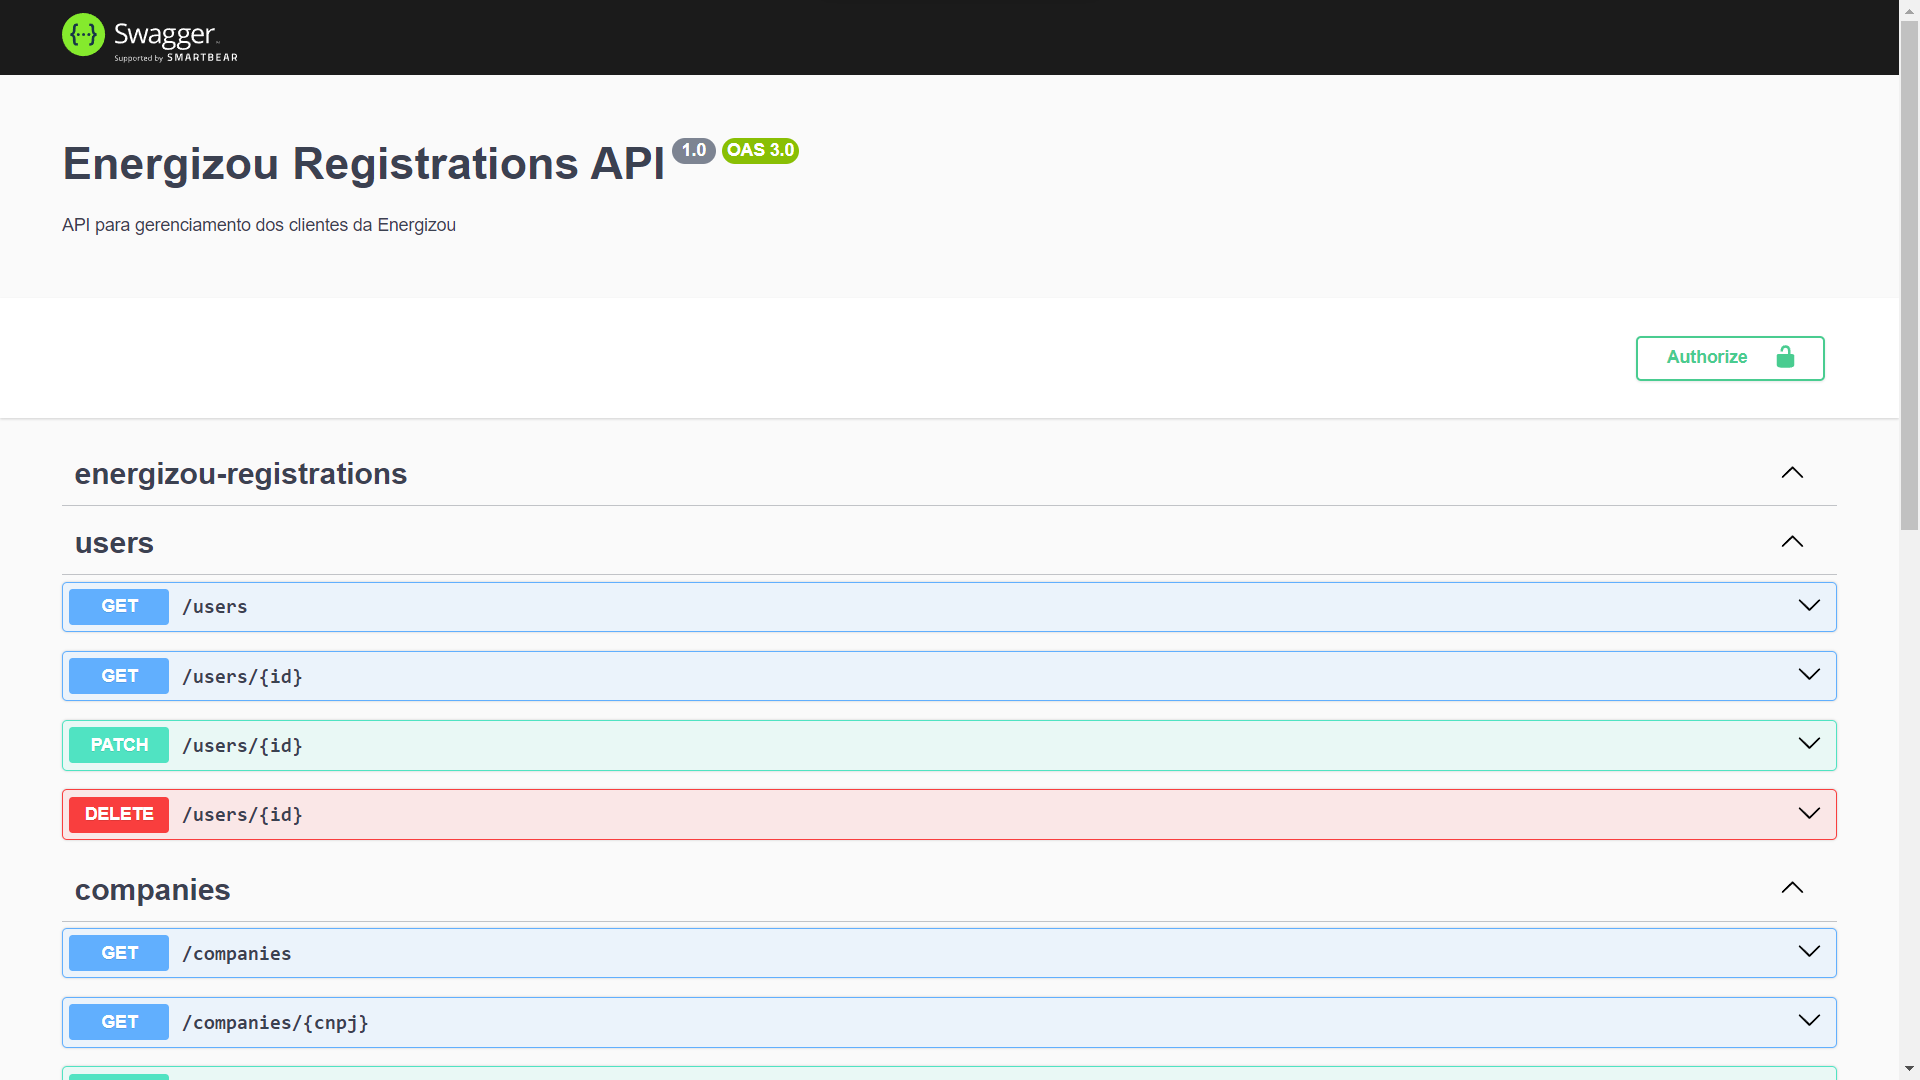 {···} Swagger
Supported by SMARTBEAR
Energizou Registrations API 1.0 OAS 3.0
API para gerenciamento dos clientes da Energizou
Authorize
energizou-registrations
users
GET /users
GET /users/{id}
PATCH /users/{id}
DELETE /users/{id}
companies
GET /companies
GET /companies/{cnpj}